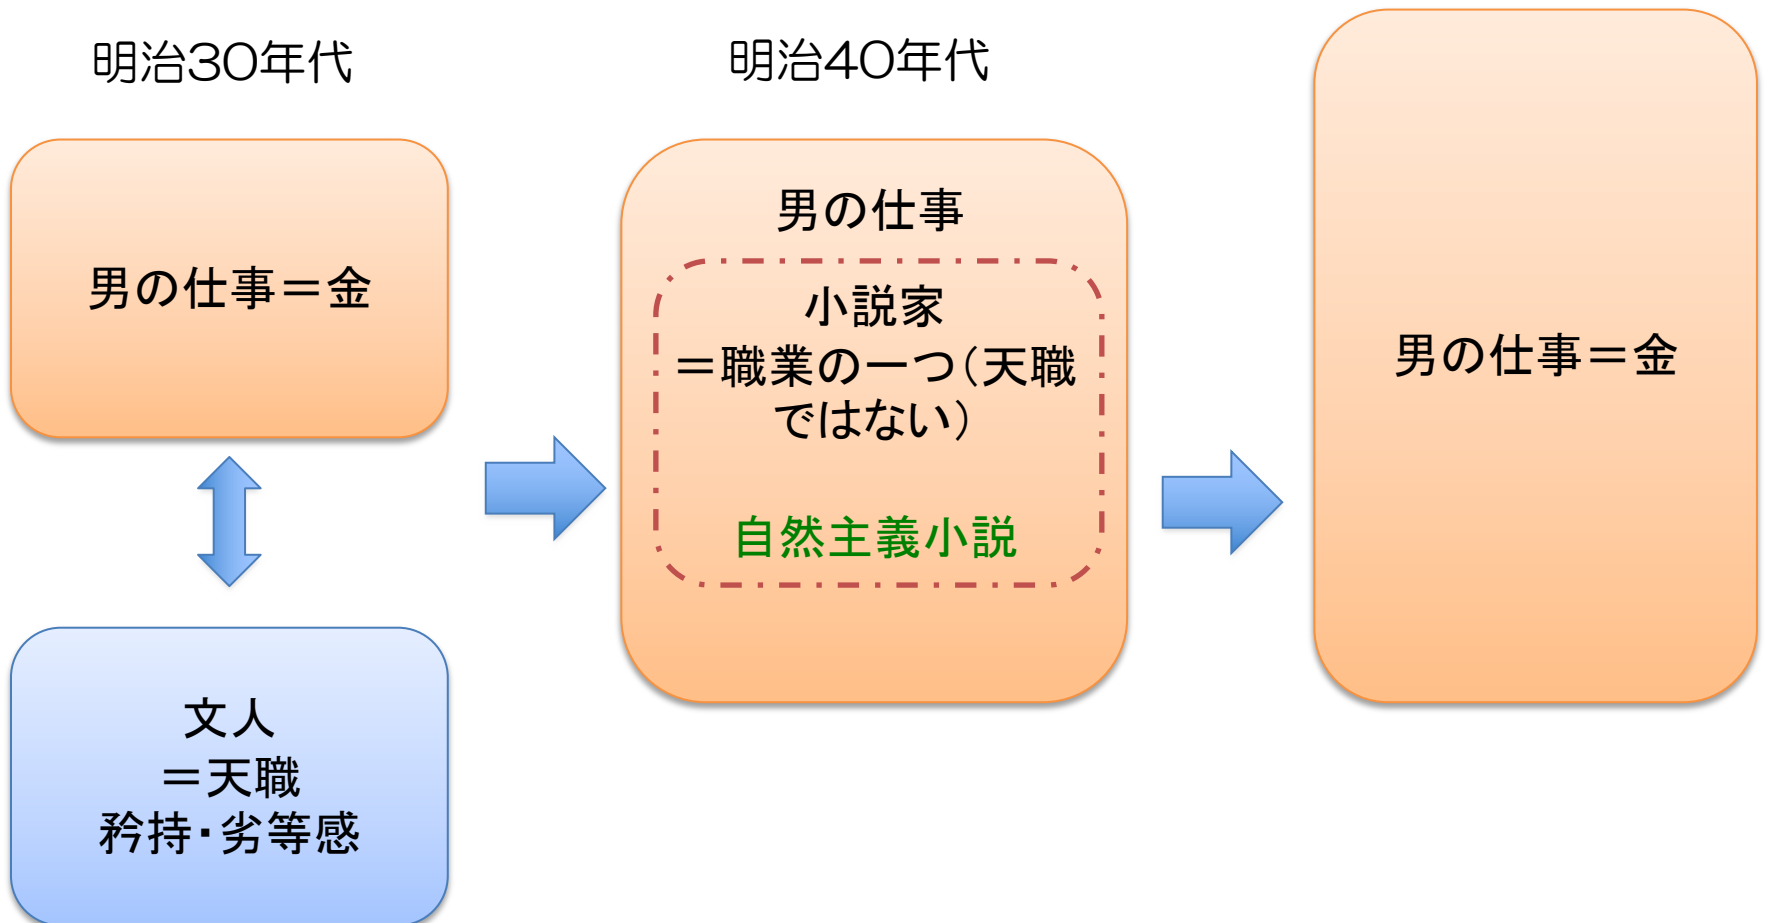 明治30年代
男の仕事＝金
文人
＝天職
矜持・劣等感
明治40年代
男の仕事
小説家
＝職業の一つ（天職
ではない）
自然主義小説
男の仕事＝金